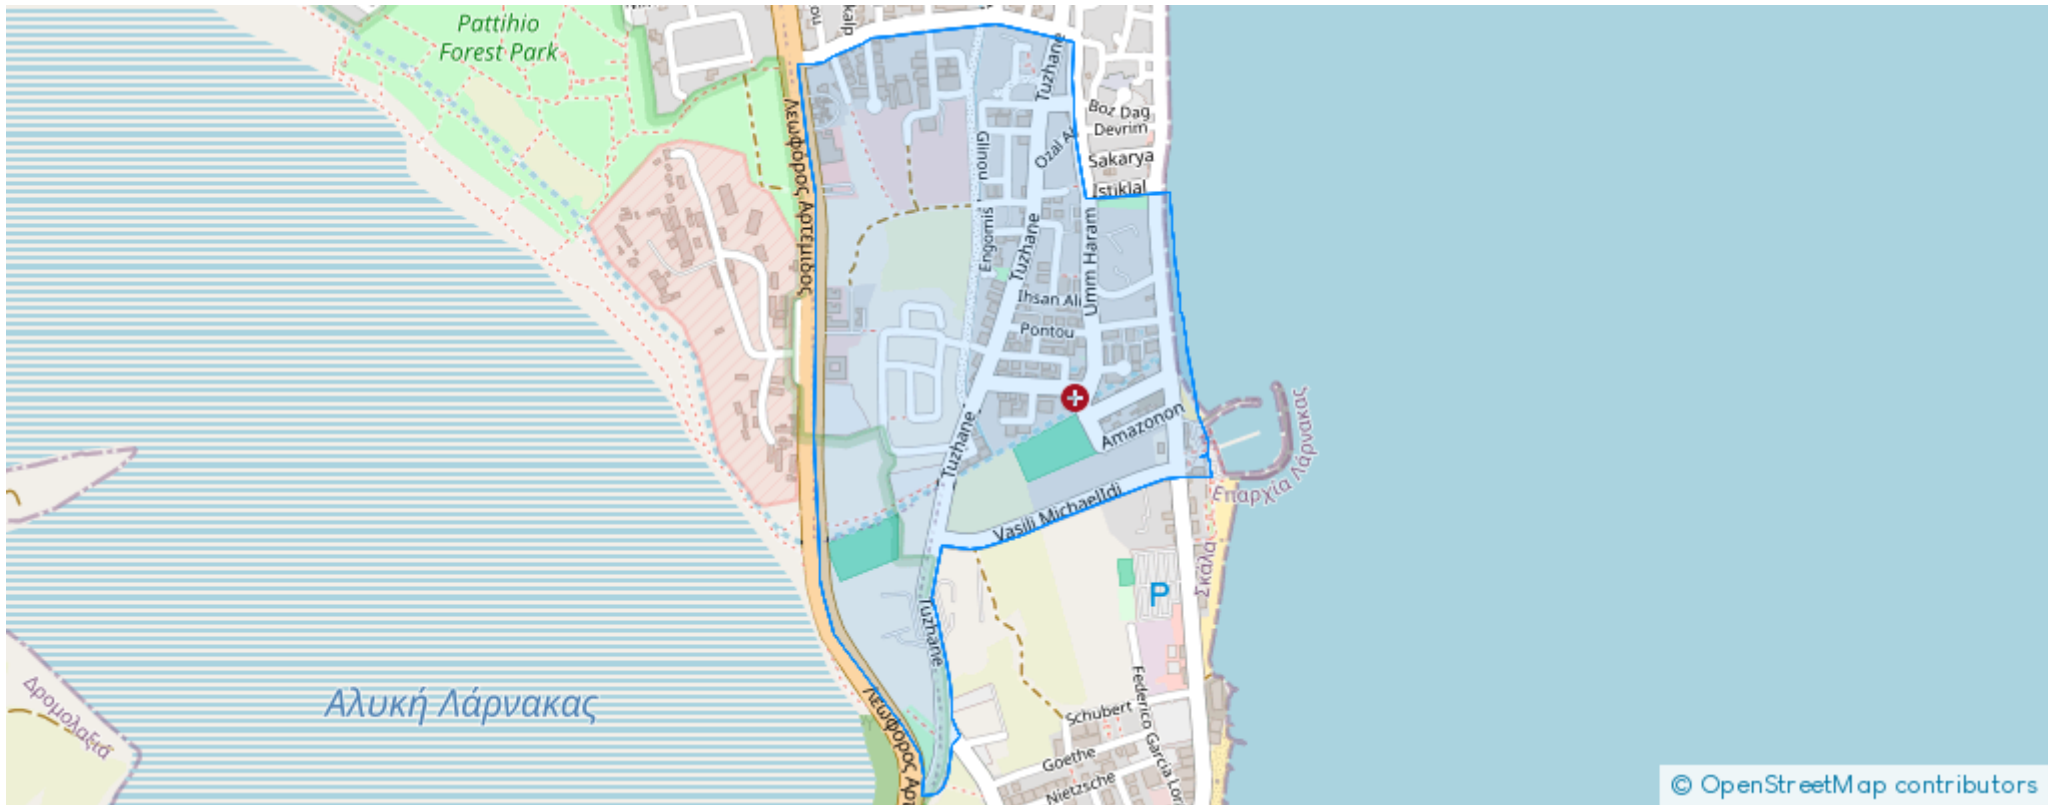 Pattihio
Forest Park
kalp
Tuzhane
Boz Dag
Devrim
Λεωφόρος Αρτέμιδος
Glinou
Ozal
Sakarya
Istiklal
Engomis
Tuzhane
Umm Haram
Ihsan Ali
Pontou
Amazonon
Tuzhane
Επαρχία Λάρνακας
Vasili MichaelIdi
Σκάλα
P
Tuzhane
Αλυκή Λάρνακας
Δρομολαξιά
Λεωφόρος Αρτ
Schubert
Federico Garcia Lor
Goethe
Nietzsche
© OpenStreetMap contributors